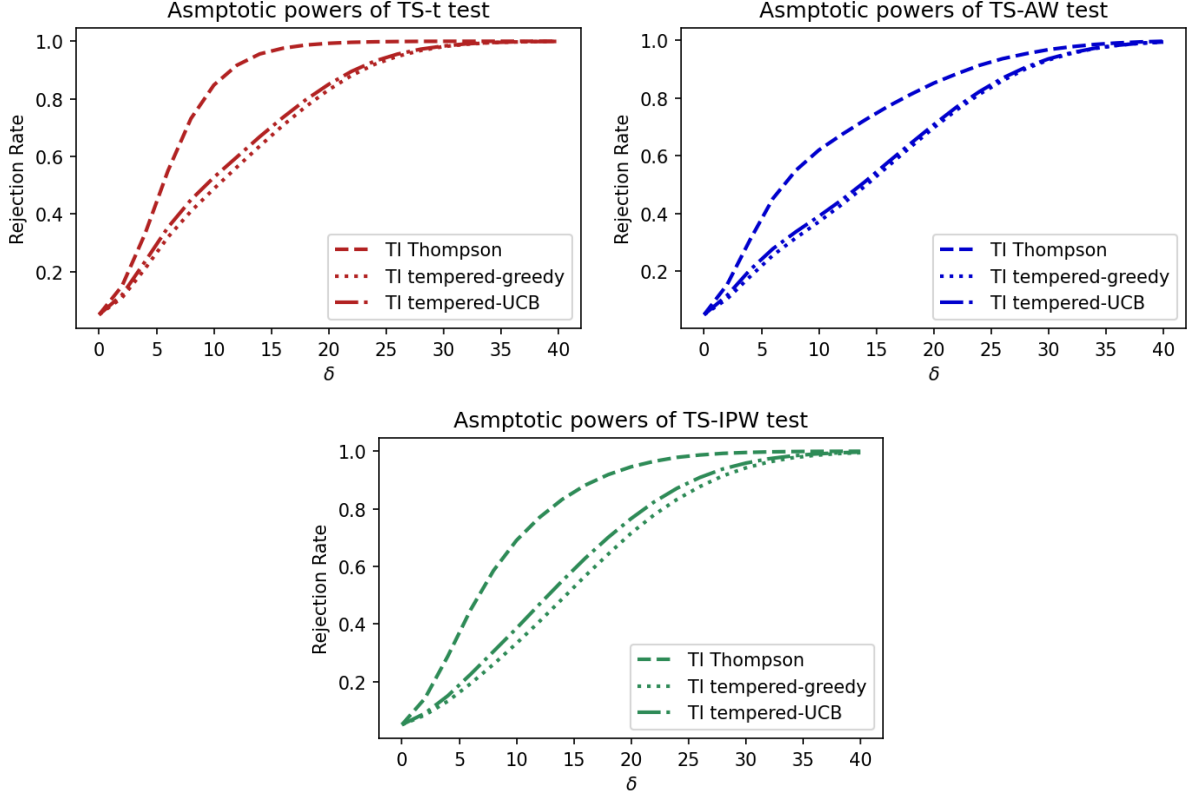 Asmptotic powers of TS-t test
1.0
0.8
0.6
0.4
0.2
Rejection Rate
TI Thompson
TI tempered-greedy
TI tempered-UCB
0 5 10 15 20 25 30 35 40
δ
Asmptotic powers of TS-AW test
1.0
0.8
0.6
0.4
0.2
Rejection Rate
TI Thompson
TI tempered-greedy
TI tempered-UCB
0 5 10 15 20 25 30 35 40
δ
Asmptotic powers of TS-IPW test
1.0
0.8
0.6
0.4
0.2
Rejection Rate
TI Thompson
TI tempered-greedy
TI tempered-UCB
0 5 10 15 20 25 30 35 40
δ